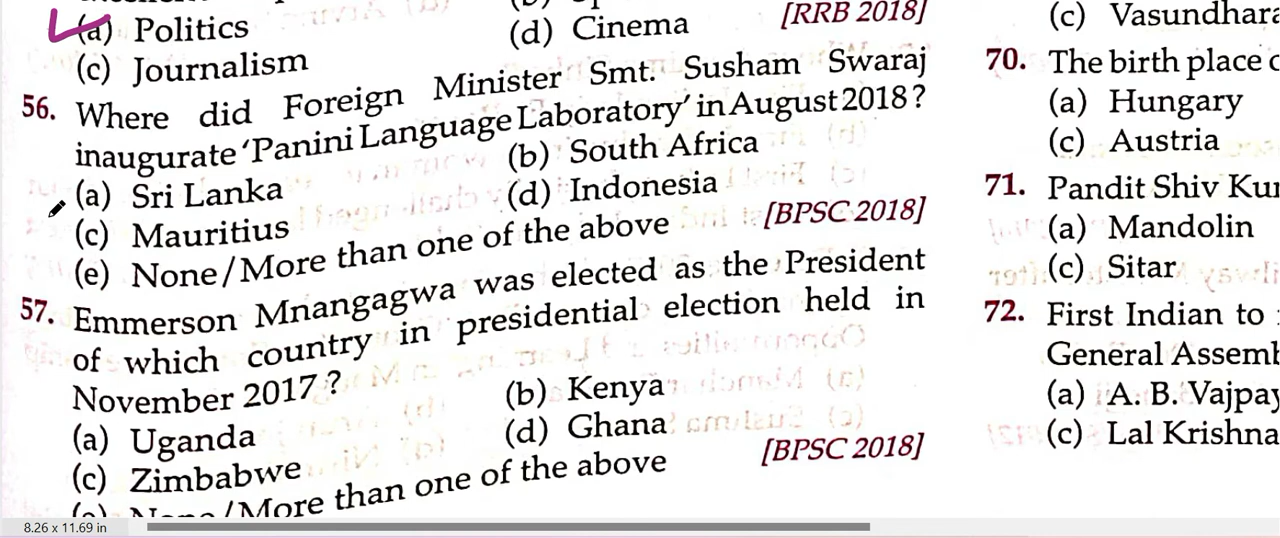 (a) Politics
(d) Cinema
(c) Journalism
[RRB 2018]
56. Where did Foreign Minister Smt. Susham Swaraj
inaugurate ‘Panini Language Laboratory’ in August 2018?
(a) Sri Lanka
(b) South Africa
(c) Mauritius
(d) Indonesia
(e) None/More than one of the above
[BPSC 2018]
57. Emmerson Mnangagwa was elected as the President
of which country in presidential election held in
November 2017?
(a) Uganda
(b) Kenya
(c) Zimbabwe
(d) Ghana
/More than one of the above
[BPSC 2018]
(c)
70. The birth place
(a) Hungary
(c) Austria
71. Pandit Shiv
(a) Mandolin
(c) Sitar
72. First Indian to
General
(a) A. B.
(c) Lal Krishna
8.26 x 11.69 in